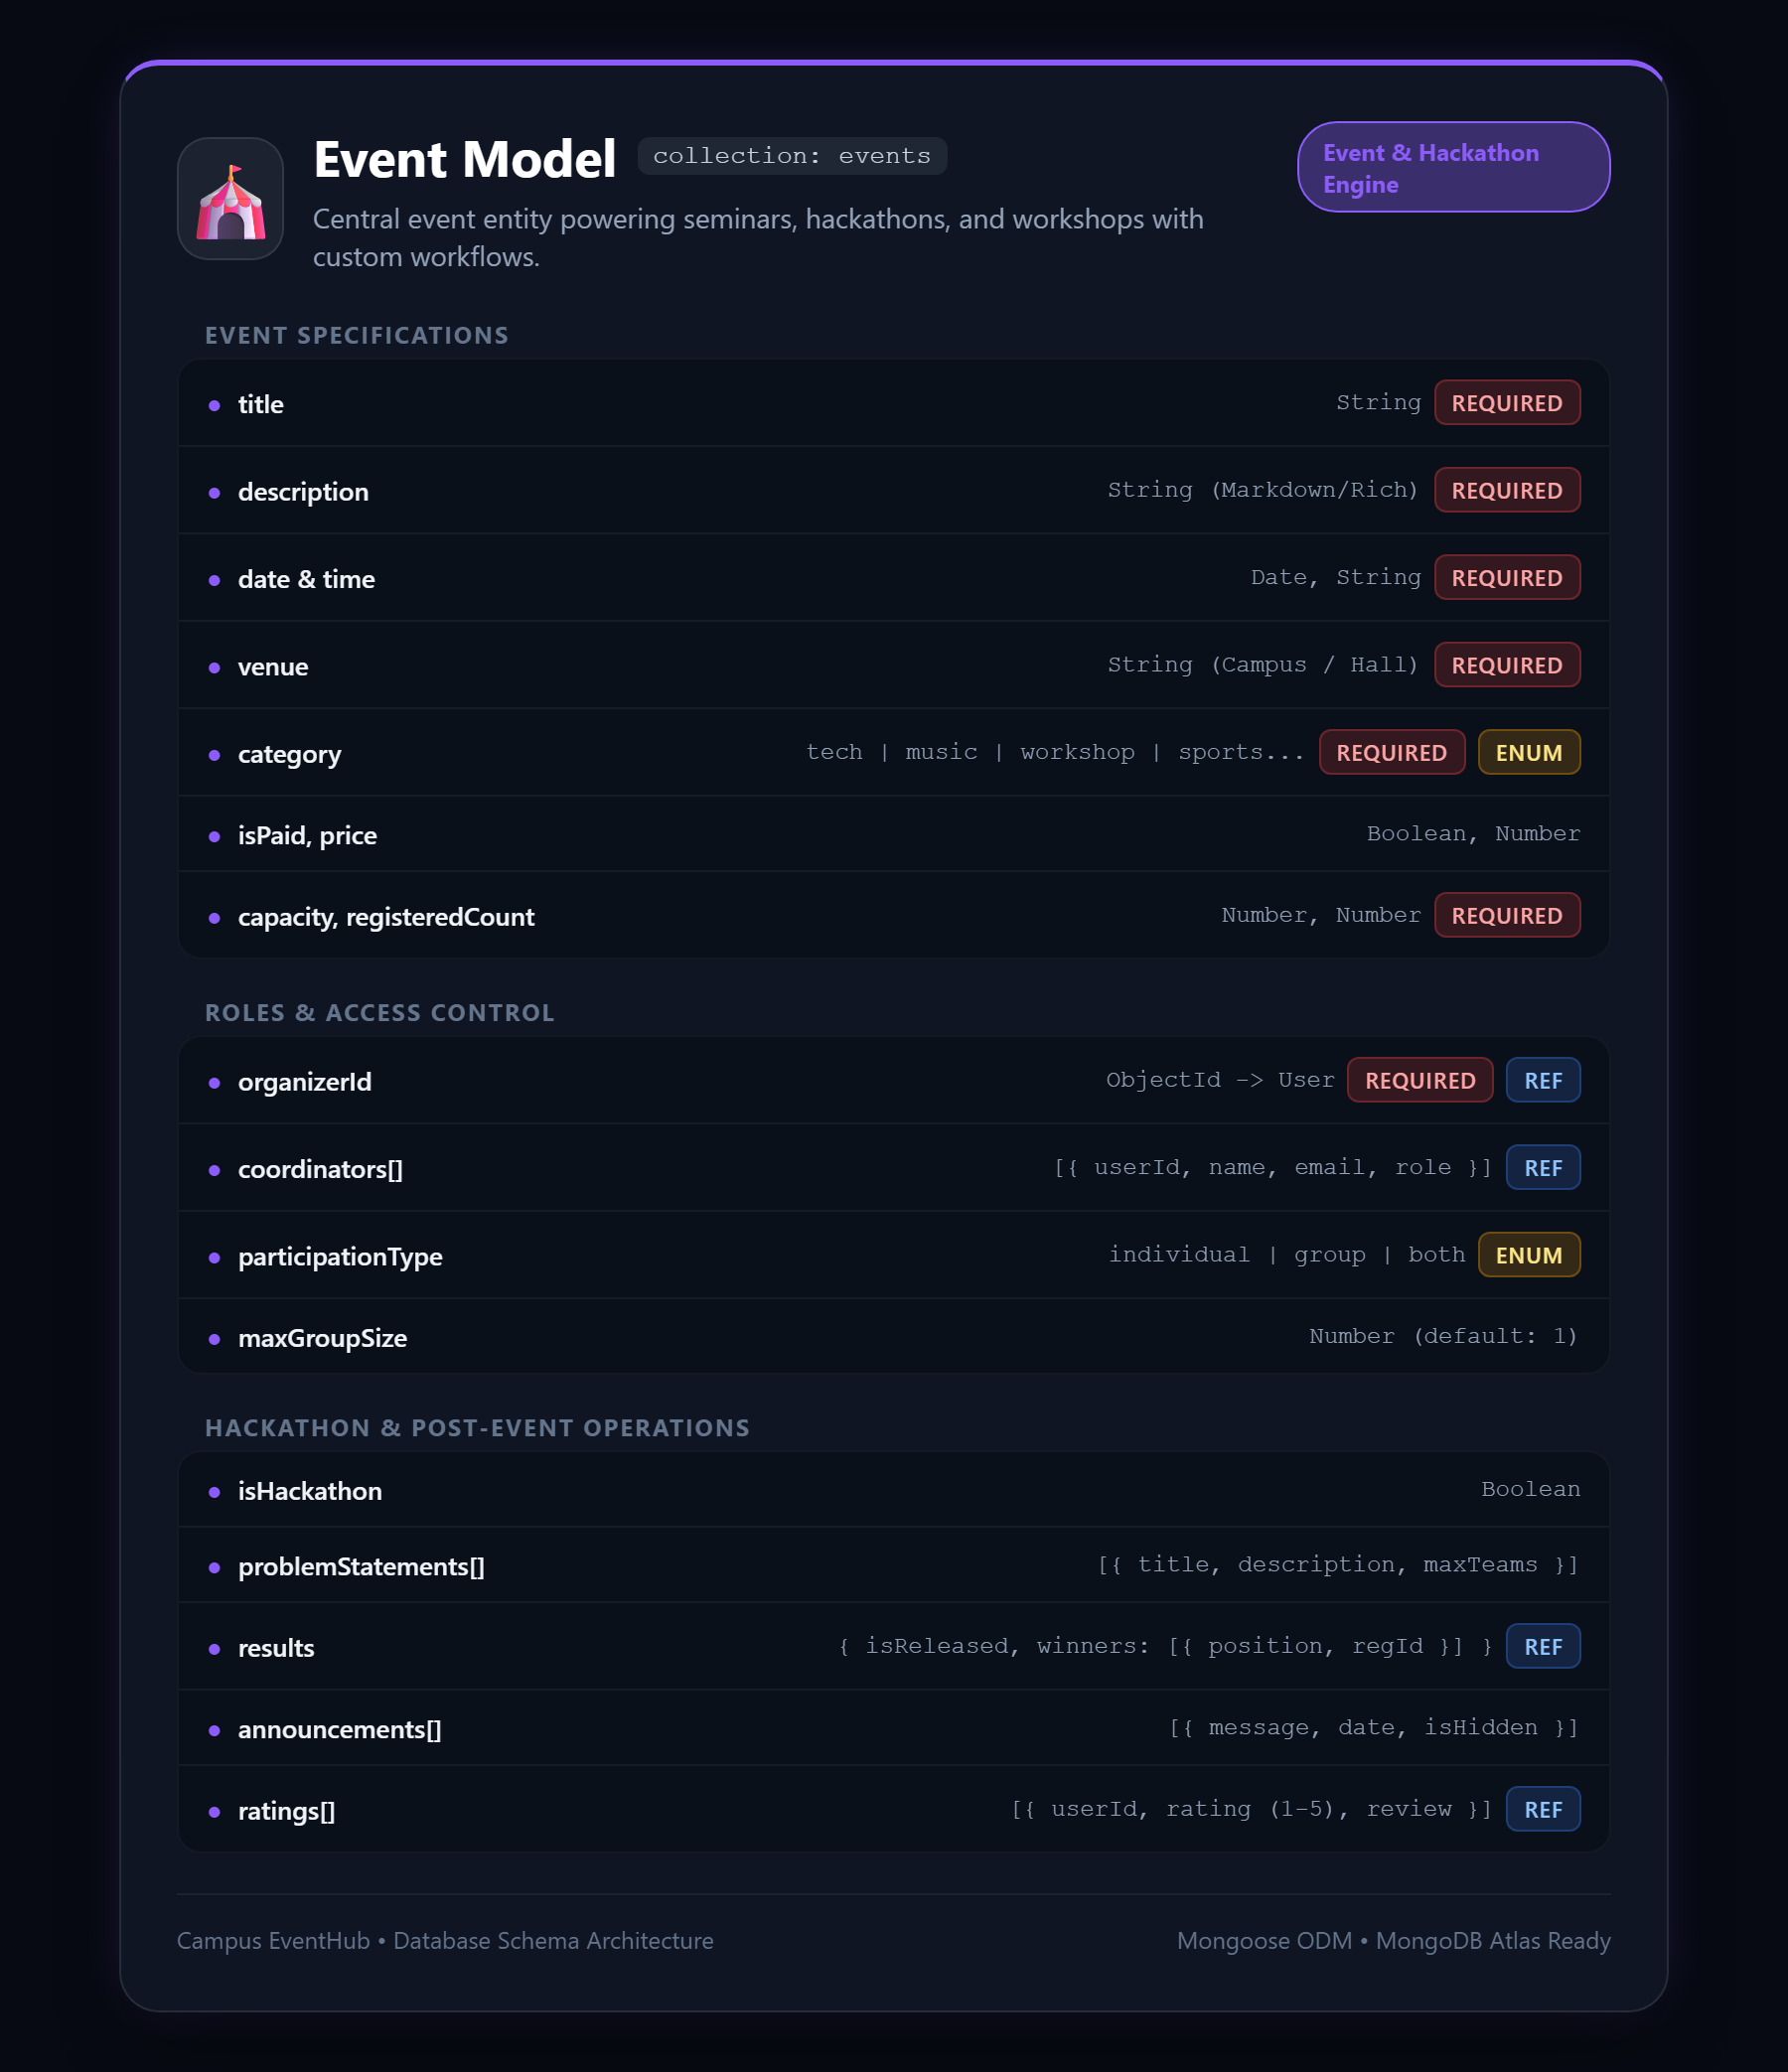 Event Model collection: events
Central event entity powering seminars, hackathons, and workshops with
custom workflows.
Event & Hackathon
Engine
EVENT SPECIFICATIONS
title String REQUIRED
description String (Markdown/Rich) REQUIRED
date & time Date, String REQUIRED
venue String (Campus / Hall) REQUIRED
category tech | music | workshop | sports... REQUIRED ENUM
isPaid, price Boolean, Number
capacity, registeredCount Number, Number REQUIRED
ROLES & ACCESS CONTROL
organizerId ObjectId -> User REQUIRED REF
coordinators[] [{ userId, name, email, role }] REF
participationType individual | group | both ENUM
maxGroupSize Number (default: 1)
HACKATHON & POST-EVENT OPERATIONS
isHackathon Boolean
problemStatements[] [{ title, description, maxTeams }]
results { isReleased, winners: [{ position, regId }] } REF
announcements[] [{ message, date, isHidden }]
ratings[] [{ userId, rating (1-5), review }] REF
Campus EventHub • Database Schema Architecture
Mongoose ODM • MongoDB Atlas Ready